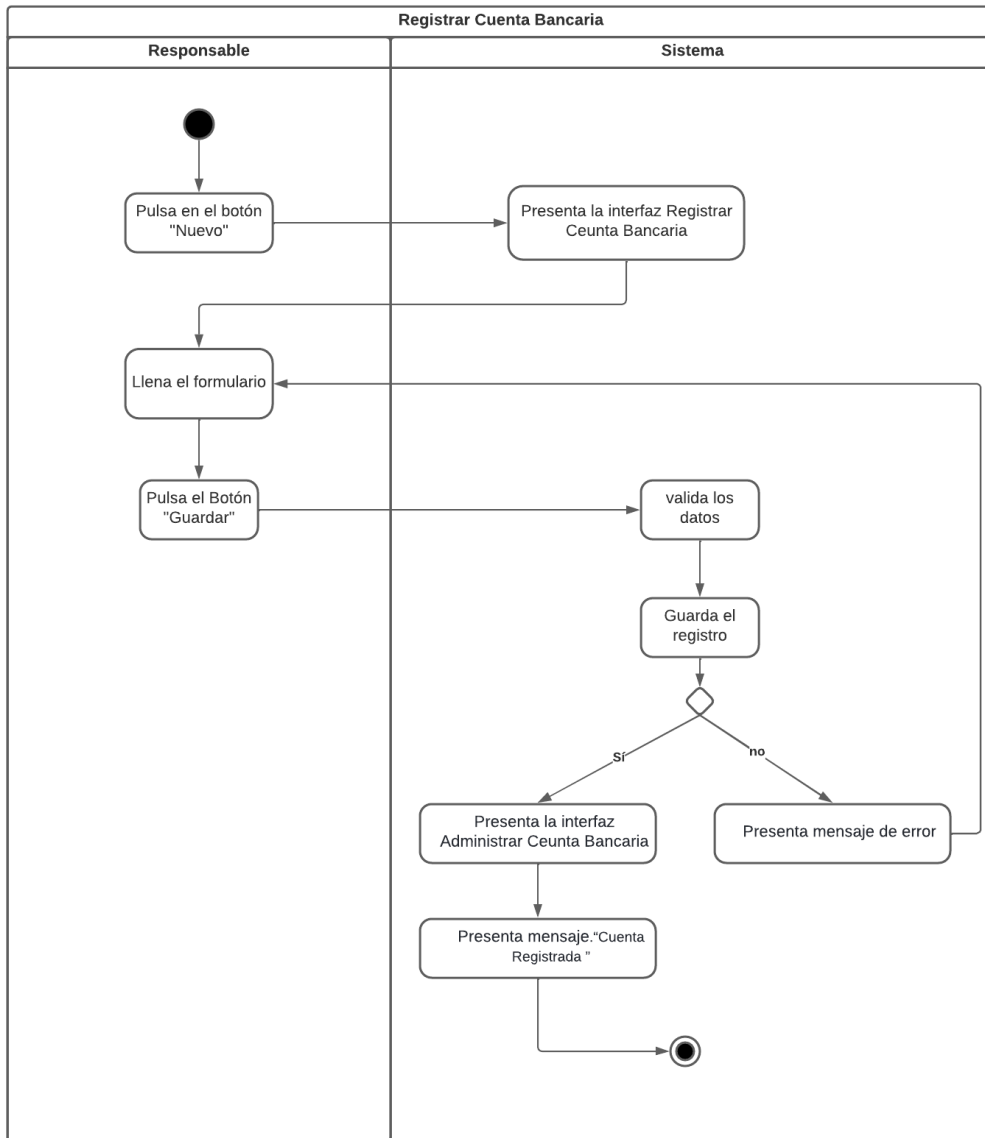 Registrar Cuenta Bancaria
Responsable
Sistema
Pulsa en el botón
"Nuevo"
Presenta la interfaz Registrar
Ceunta Bancaria
Llena el formulario
Pulsa el Botón
"Guardar"
valida los
datos
Guarda el
registro
Sí
no
Presenta la interfaz
Administrar Ceunta Bancaria
Presenta mensaje de error
Presenta mensaje.“Cuenta
Registrada ”